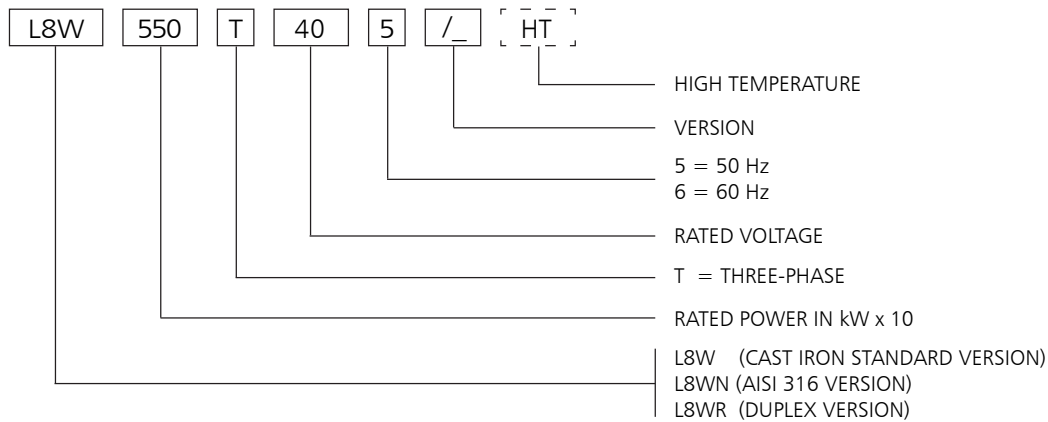 L8W 550 T 40 5 /_ HT
HIGH TEMPERATURE
VERSION
5 = 50 Hz
6 = 60 Hz
RATED VOLTAGE
T = THREE-PHASE
RATED POWER IN kW x 10
L8W (CAST IRON STANDARD VERSION)
L8WN (AISI 316 VERSION)
L8WR (DUPLEX VERSION)